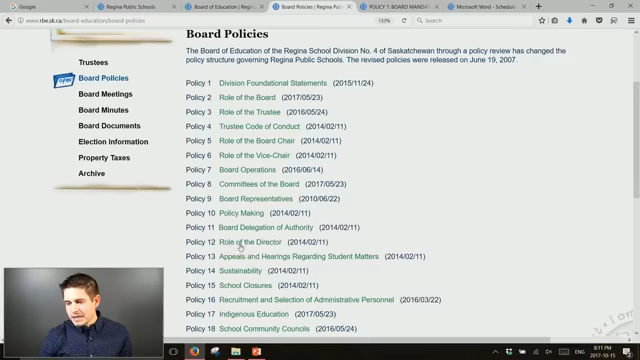 Google
Regina Public Schools
Board of Education | Regin
Board Policies | Regina Pu
POLICY 1: BOARD MANDAT
Microsoft Word - Schedulin
www.rbe.sk.ca/board-education/board-policies
133%
Search
Trustees
Board Policies
Board Meetings
Board Minutes
Board Documents
Election Information
Property Taxes
Archive
Board Policies
The Board of Education of the Regina School Division No. 4 of Saskatchewan through a policy review has changed the
policy structure governing Regina Public Schools. The revised policies were released on June 19, 2007.
Policy 1 Division Foundational Statements (2015/11/24)
Policy 2 Role of the Board (2017/05/23)
Policy 3 Role of the Trustee (2016/05/24)
Policy 4 Trustee Code of Conduct (2014/02/11)
Policy 5 Role of the Board Chair (2014/02/11)
Policy 6 Role of the Vice-Chair (2014/02/11)
Policy 7 Board Operations (2016/06/14)
Policy 8 Committees of the Board (2017/05/23)
Policy 9 Board Representatives (2010/06/22)
Policy 10 Policy Making (2014/02/11)
Policy 11 Board Delegation of Authority (2014/02/11)
Policy 12 Role of the Director (2014/02/11)
Policy 13 Appeals and Hearings Regarding Student Matters (2014/02/11)
Policy 14 Sustainability (2014/02/11)
Policy 15 School Closures (2014/02/11)
Policy 16 Recruitment and Selection of Administrative Personnel (2016/03/22)
Policy 17 Indigenous Education (2017/05/23)
Policy 18 School Community Councils (2016/05/24)
ENG
8:11 PM
2017-10-15